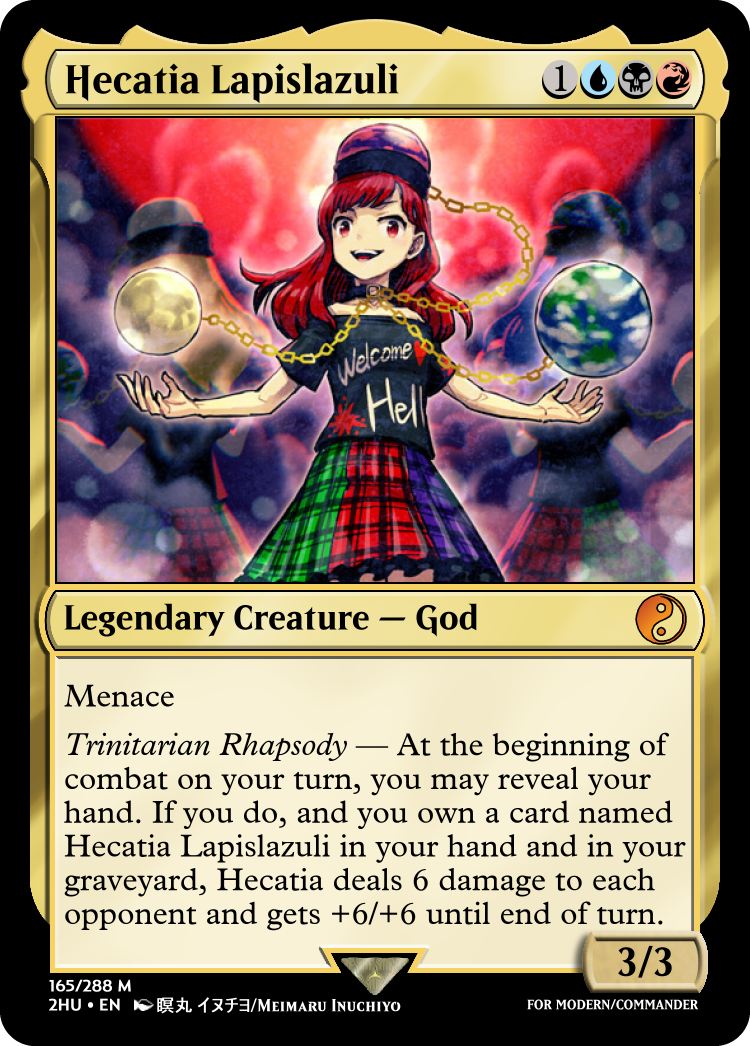 Hecatia Lapislazuli 1
Welcome
Hell
Legendary Creature — God
Menace
Trinitarian Rhapsody — At the beginning of
combat on your turn, you may reveal your
hand. If you do, and you own a card named
Hecatia Lapislazuli in your hand and in your
graveyard, Hecatia deals 6 damage to each
opponent and gets +6/+6 until end of turn.
3/3
165/288 M
2HU • EN 瞑丸 イヌチヨ/Meimaru Inuchiyo
FOR MODERN/COMMANDER